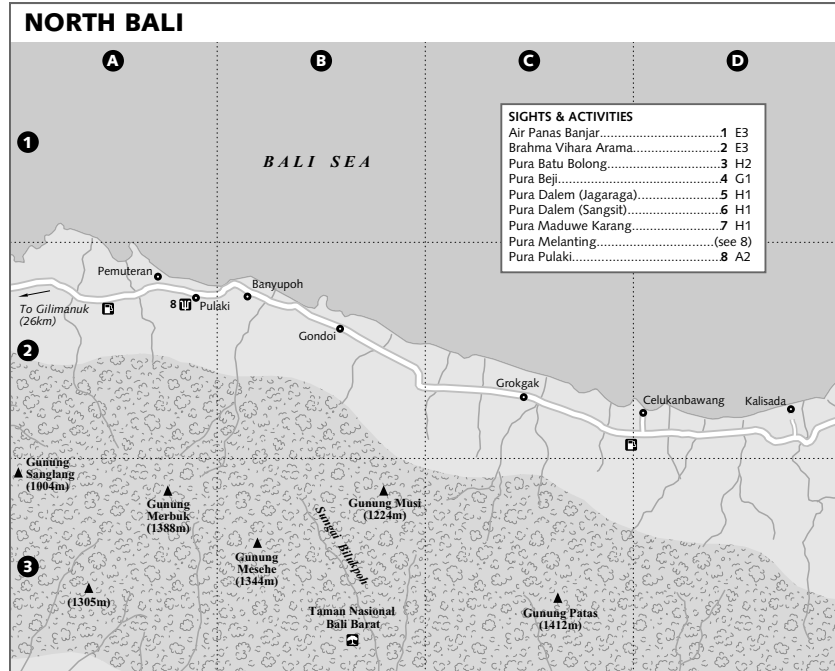 NORTH BALI
A
B
C
D
1
BALI SEA
SIGHTS & ACTIVITIES
Air Panas Banjar............................1 E3
Brahma Vihara Arama....................2 E3
Pura Batu Bolong..........................3 H2
Pura Beji......................................4 G1
Pura Dalem (Jagaraga)..................5 H1
Pura Dalem (Sangsit).....................6 H1
Pura Maduwe Karang.....................7 H1
Pura Melanting.........................(see 8)
Pura Pulaki...................................8 A2
Pemuteran
Banyupoh
8
Pulaki
To Gilimanuk
(26km)
Gondoi
2
Grokgak
Celukanbawang
Kalisada
Gunung
Sanglang
(1004m)
Gunung
Merbuk
(1388m)
Gunung Musi
(1224m)
Sungai Bilukpoh
Gunung
Mesehe
(1344m)
3
(1305m)
Taman Nasional
Bali Barat
Gunung Patas
(1412m)